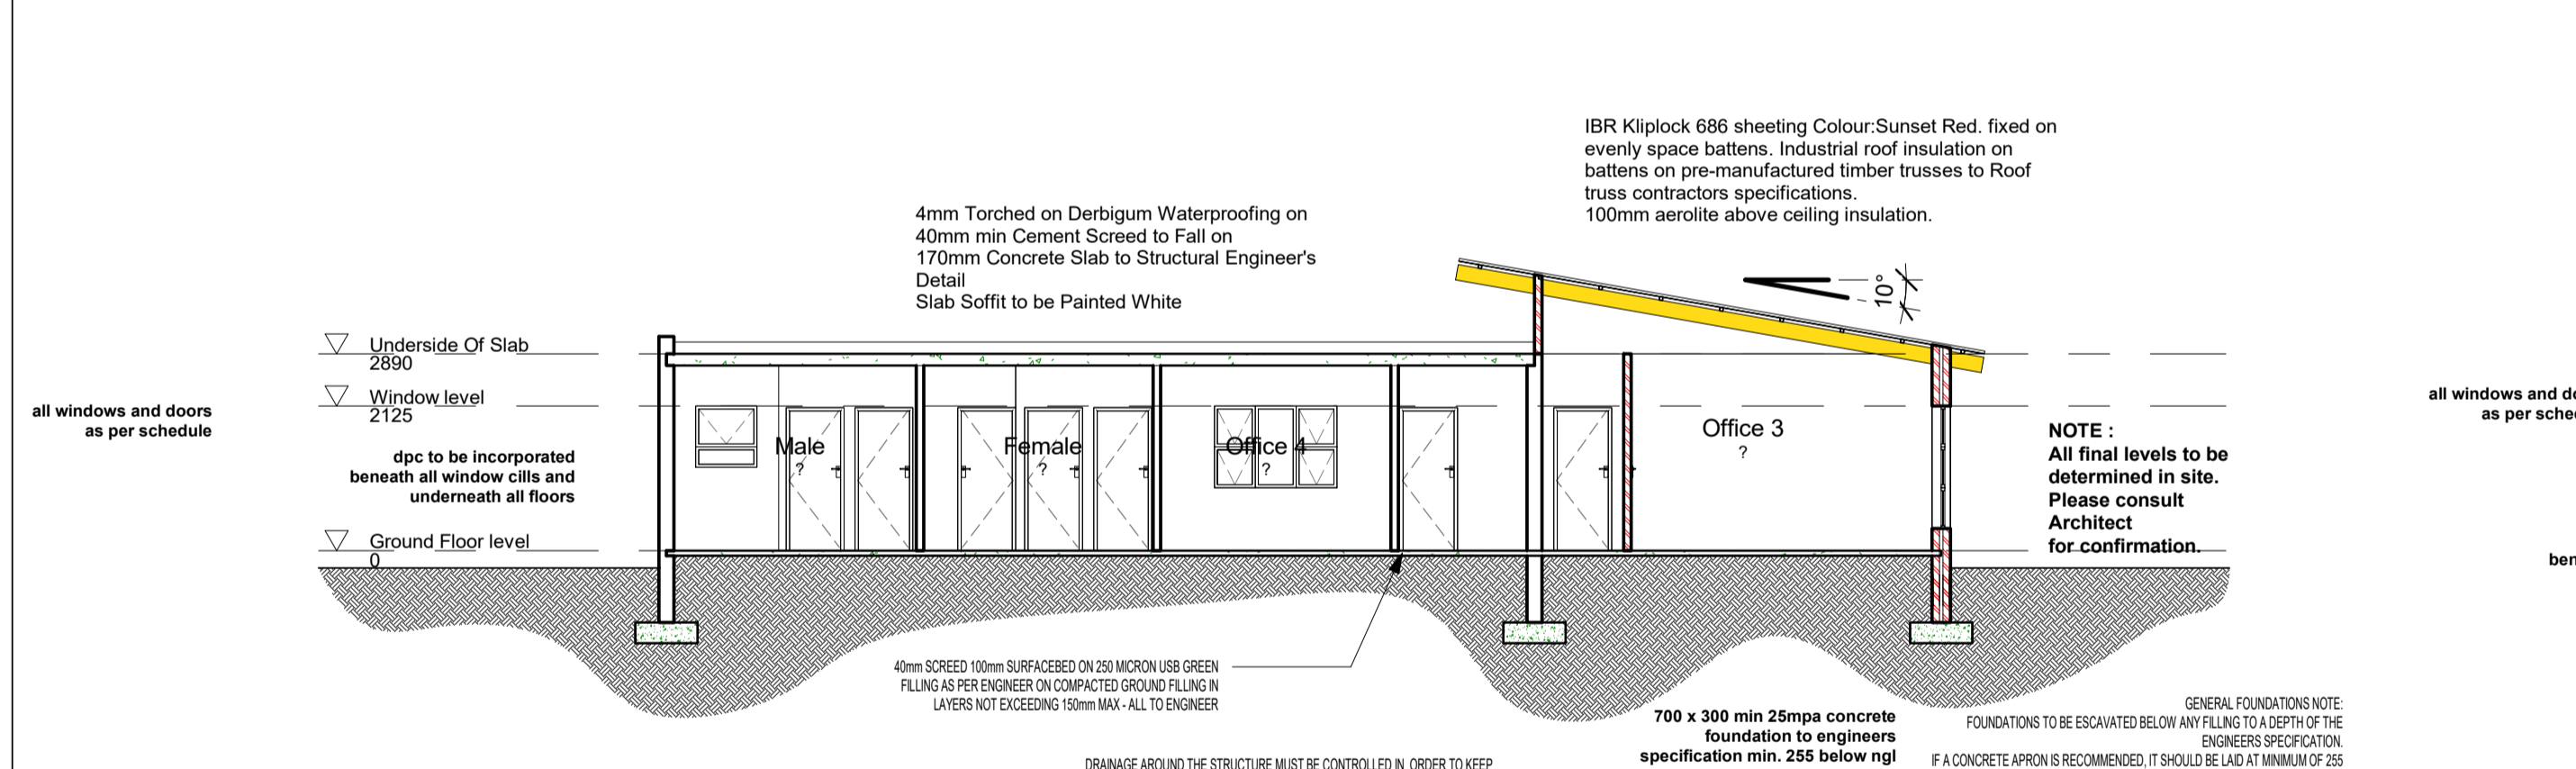 IBR Kliplock 686 sheeting Colour:Sunset Red. fixed on
evenly space battens. Industrial roof insulation on
battens on pre-manufactured timber trusses to Roof
truss contractors specifications.
100mm aerolite above ceiling insulation.
4mm Torched on Derbigum Waterproofing on
40mm min Cement Screed to Fall on
170mm Concrete Slab to Structural Engineer's
Detail
Slab Soffit to be Painted White
10°
Underside Of Slab
2890
Window level
2125
all windows and doors
as per schedule
dpc to be incorporated
beneath all window cills and
underneath all floors
Ground Floor level
0
Male
?
Female
?
Office 4
?
Office 3
?
NOTE :
All final levels to be
determined in site.
Please consult
Architect
for confirmation.
all windows and do
as per sche
ben
40mm SCREED 100mm SURFACEBED ON 250 MICRON USB GREEN
FILLING AS PER ENGINEER ON COMPACTED GROUND FILLING IN
LAYERS NOT EXCEEDING 150mm MAX - ALL TO ENGINEER
700 x 300 min 25mpa concrete
foundation to engineers
specification min. 255 below ngl
GENERAL FOUNDATIONS NOTE:
FOUNDATIONS TO BE ESCAVATED BELOW ANY FILLING TO A DEPTH OF THE
ENGINEERS SPECIFICATION.
IF A CONCRETE APRON IS RECOMMENDED, IT SHOULD BE LAID AT MINIMUM OF 255
DRAINAGE AROUND THE STRUCTURE MUST BE CONTROLLED IN ORDER TO KEEP